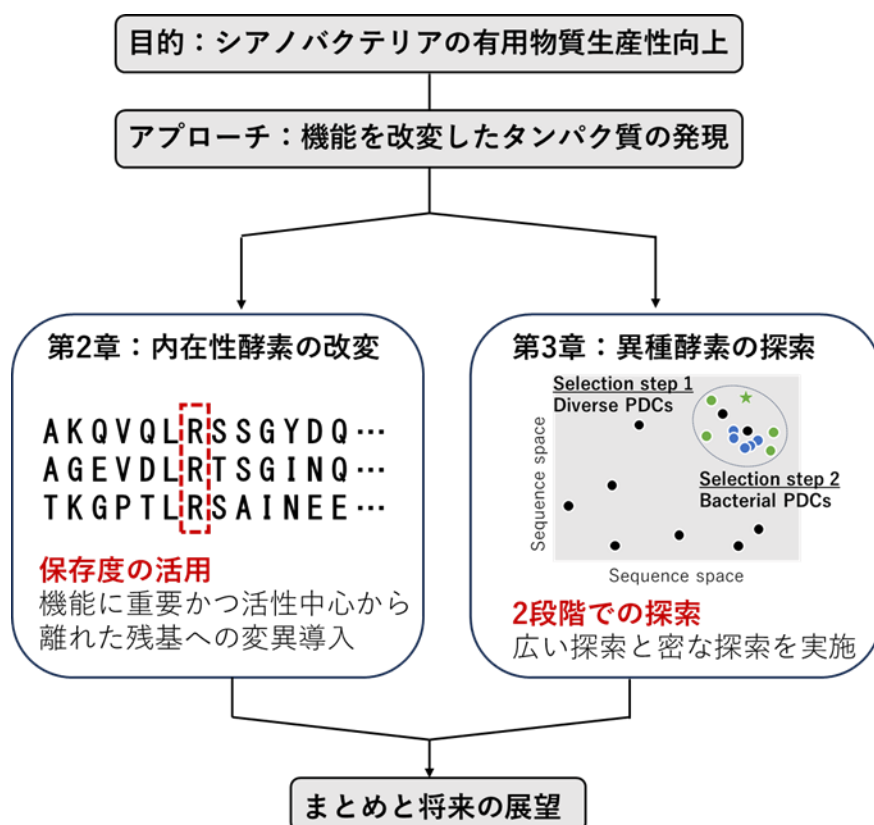 目的：シアノバクテリアの有用物質生産性向上
アプローチ：機能を改変したタンパク質の発現
第2章：内在性酵素の改変
AKQVQLRSSGYDQ…
AGEVDLRTSGINQ…
TKGPTLRSAINEE…
保存度の活用
機能に重要かつ活性中心から
離れた残基への変異導入
第3章：異種酵素の探索
Selection step 1
Diverse PDCs
Selection step 2
Bacterial PDCs
Sequence space
Sequence space
2段階での探索
広い探索と密な探索を実施
まとめと将来の展望